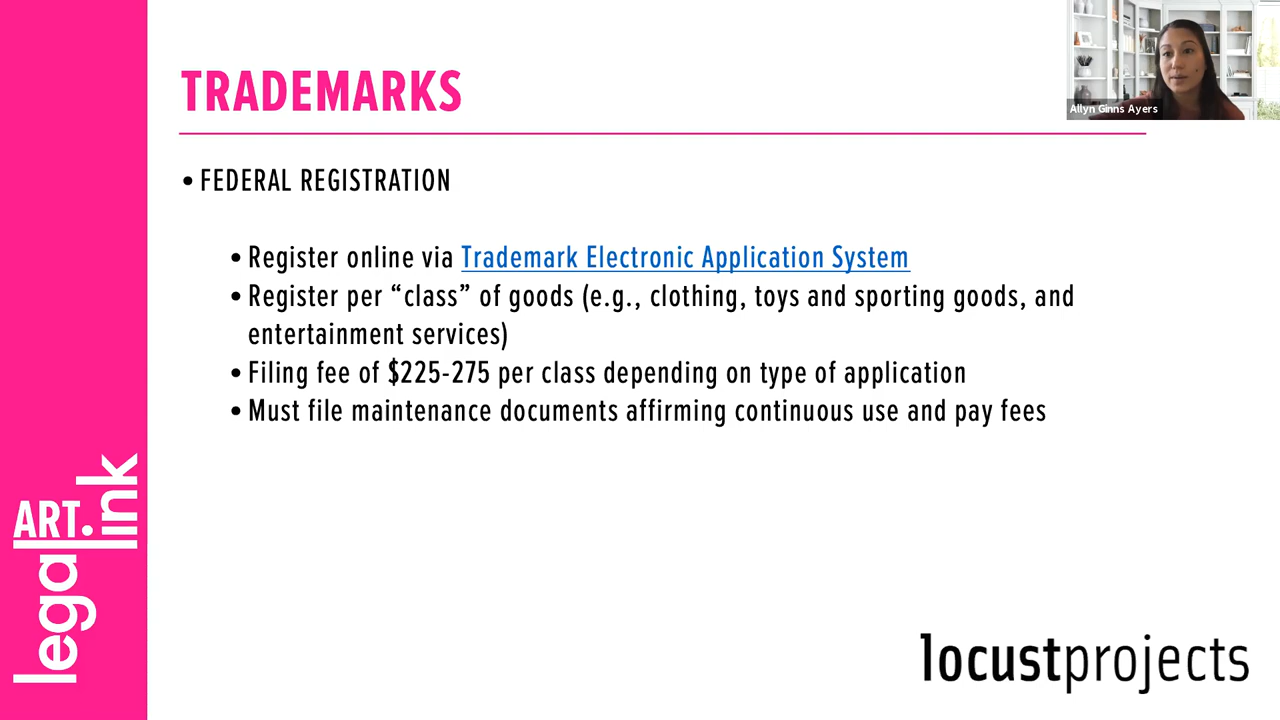 TRADEMARKS
Allyn Ginns Ayers
• FEDERAL REGISTRATION
• Register online via Trademark Electronic Application System
• Register per “class” of goods (e.g., clothing, toys and sporting goods, and
entertainment services)
• Filing fee of $225-275 per class depending on type of application
• Must file maintenance documents affirming continuous use and pay fees
legal
ART.
link
locustprojects